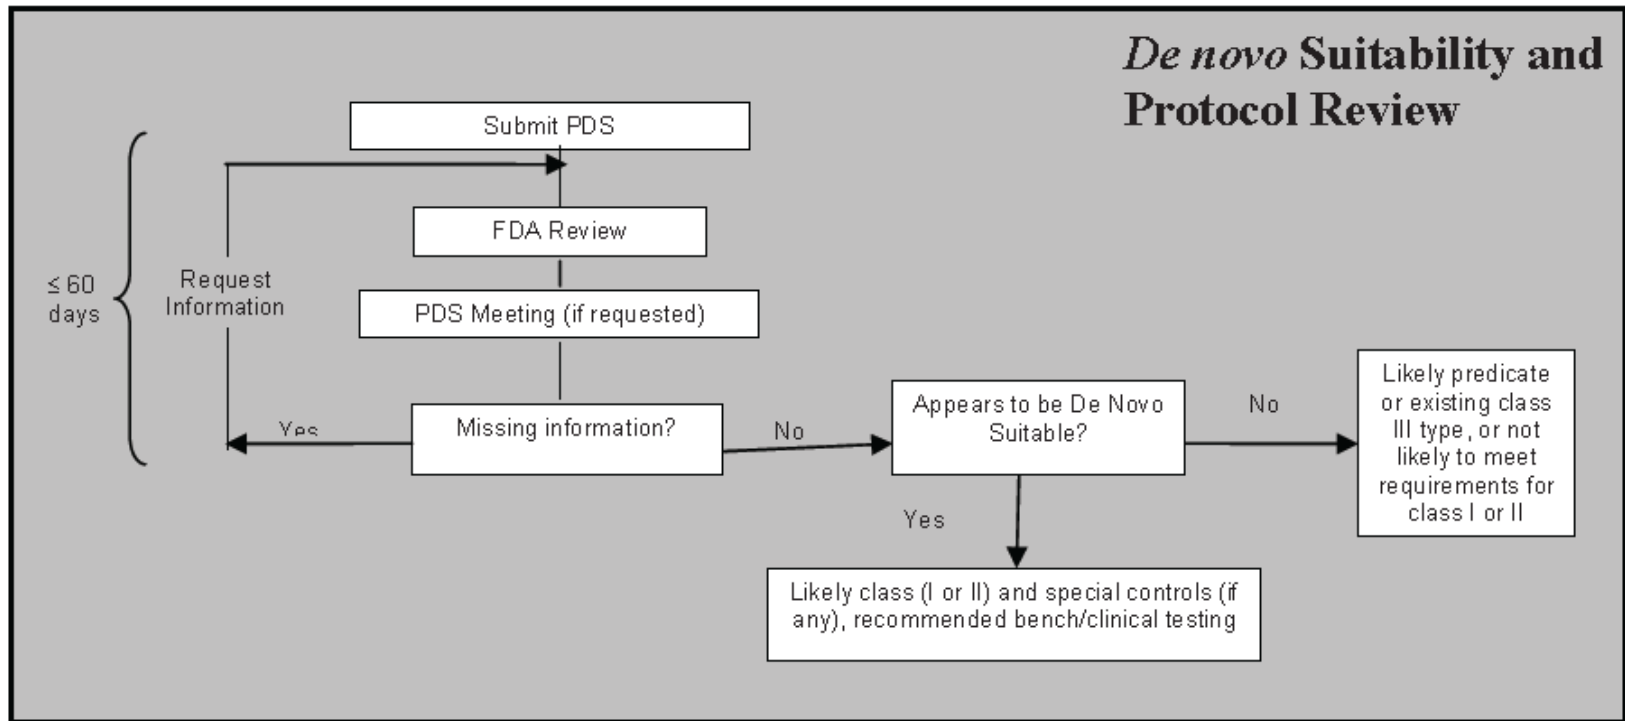 De novo Suitability and
Protocol Review
Submit PDS
FDA Review
≤ 60
days
Request
Information
PDS Meeting (if requested)
Yes
Missing information?
No
Appears to be De Novo
Suitable?
No
Likely predicate
or existing class
III type, or not
likely to meet
requirements for
class I or II
Yes
Likely class (I or II) and special controls (if
any), recommended bench/clinical testing